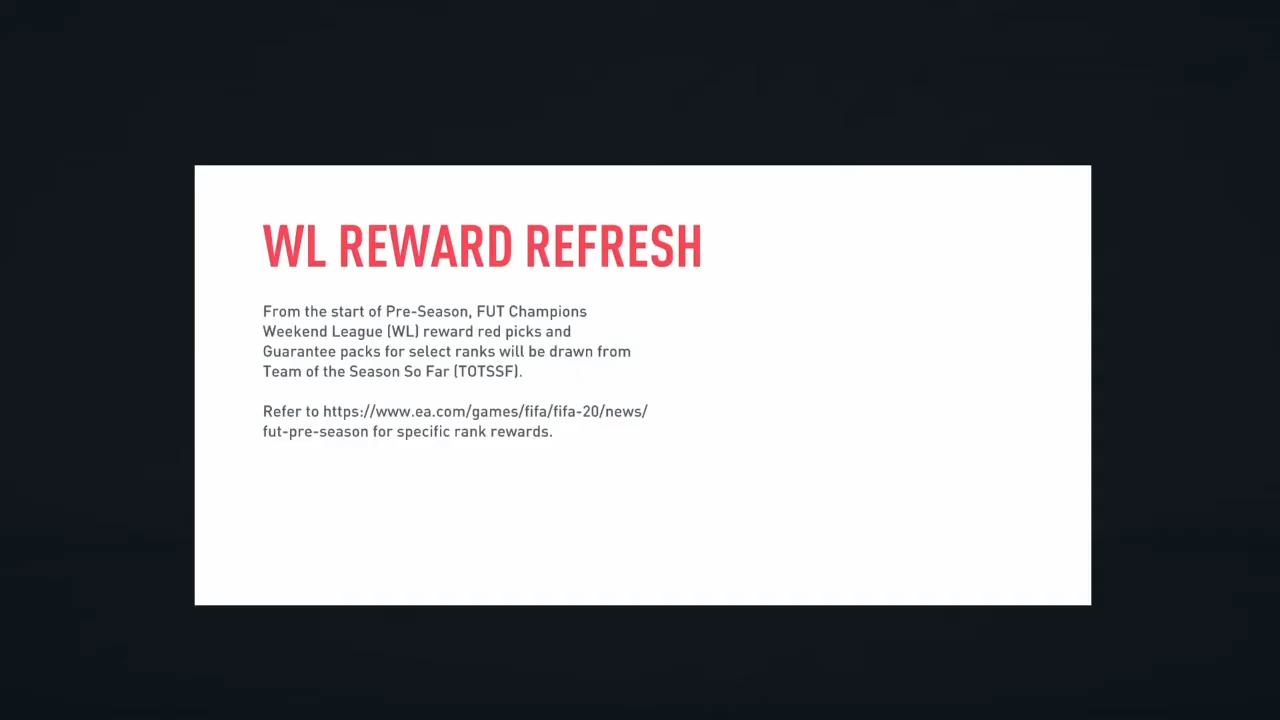 WL REWARD REFRESH
From the start of Pre-Season, FUT Champions
Weekend League (WL) reward red picks and
Guarantee packs for select ranks will be drawn from
Team of the Season So Far (TOTSSF).
Refer to https://www.ea.com/games/fifa/fifa-20/news/
fut-pre-season for specific rank rewards.